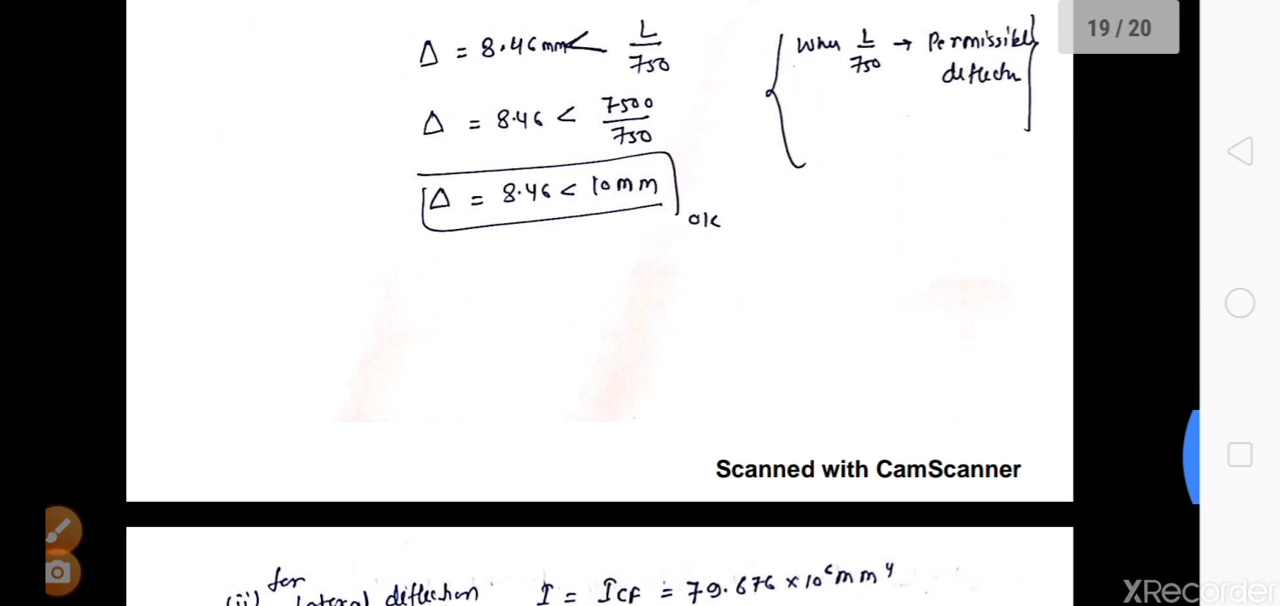 Δ = 8.46 mm < L/750
{ When L/750 → Permissible
deflectn }
Δ = 8.46 < 7500/750
Δ = 8.46 < 10 mm
ok
Scanned with CamScanner
for
(ii) lateral deflection I = ICF = 79.676 × 10⁶ mm⁴
19 / 20
XRecorder